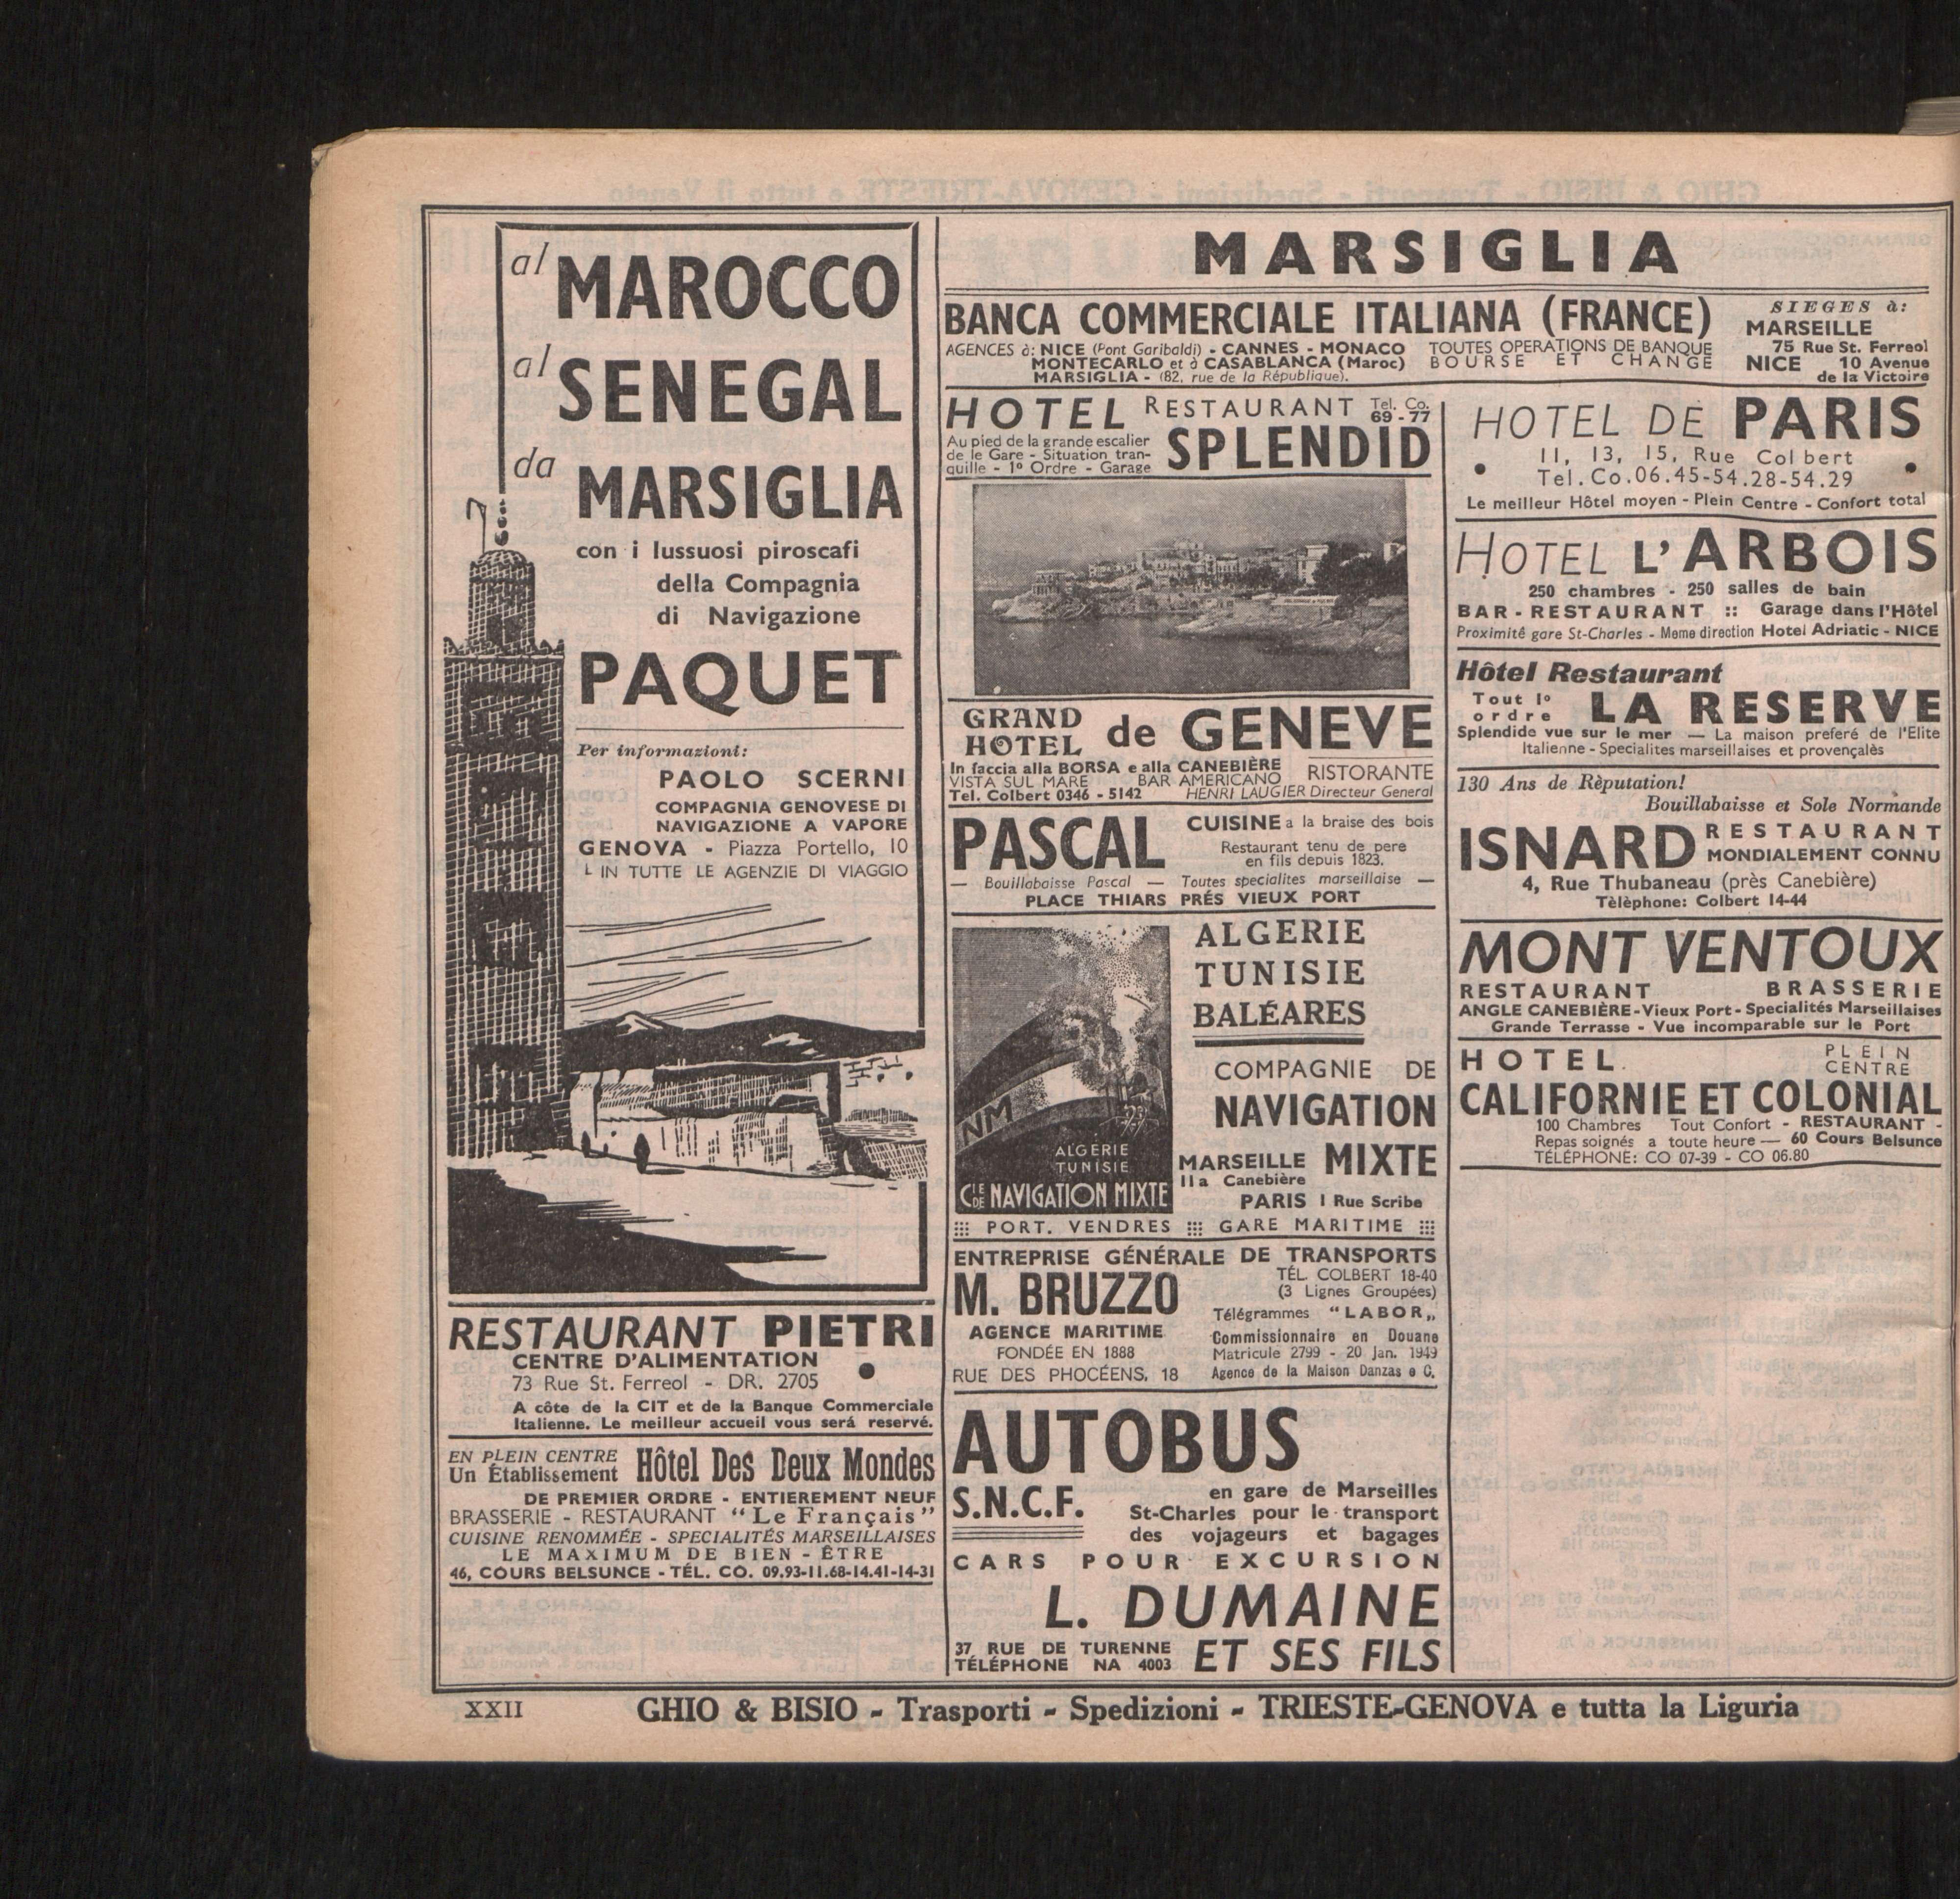 al MAROCCO
al SENEGAL
da MARSIGLIA
con i lussuosi piroscafi
della Compagnia
di Navigazione
PAQUET
Per informazioni:
PAOLO SCERNI
COMPAGNIA GENOVESE DI
NAVIGAZIONE A VAPORE
GENOVA - Piazza Portello, 10
IN TUTTE LE AGENZIE DI VIAGGIO
RESTAURANT PIETRI
CENTRE D'ALIMENTATION
73 Rue St. Ferreol - DR. 2705
A côte de la CIT et de la Banque Commerciale
Italienne. Le meilleur accueil vous será reservé.
EN PLEIN CENTRE
Un Établissement Hôtel Des Deux Mondes
DE PREMIER ORDRE - ENTIEREMENT NEUF
BRASSERIE - RESTAURANT "Le Français"
CUISINE RENOMMÉE - SPECIALITÉS MARSEILLAISES
LE MAXIMUM DE BIEN - ÊTRE
46, COURS BELSUNCE - TÉL. CO. 09.93-11.68-14.41-14-31
MARSIGLIA
BANCA COMMERCIALE ITALIANA (FRANCE)
AGENCES à: NICE (Pont Garibaldi) - CANNES - MONACO
MONTECARLO et à CASABLANCA (Maroc)
MARSIGLIA - (82, rue de la République).
TOUTES OPERATIONS DE BANQUE
BOURSE ET CHANGE
SIEGES à:
MARSEILLE
75 Rue St. Ferreol
NICE 10 Avenue
de la Victoire
HOTEL RESTAURANT Tel. Co.
69-77
Au pied de la grande escalier
de le Gare - Situation tran-
quille - 1º Ordre - Garage
SPLENDID
GRAND
HOTEL de GENEVE
In faccia alla BORSA e alla CANEBIÈRE
VISTA SUL MARE BAR AMERICANO RISTORANTE
Tel. Colbert 0346 - 5142 HENRI LAUGIER Directeur General
PASCAL
CUISINE a la braise des bois
Restaurant tenu de pere
en fils depuis 1823.
— Bouillabaisse Pascal — Toutes specialites marseillaise —
PLACE THIARS PRÉS VIEUX PORT
NM
ALGÉRIE
TUNISIE
CIE DE NAVIGATION MIXTE
ALGERIE
TUNISIE
BALÉARES
COMPAGNIE DE
NAVIGATION
MARSEILLE MIXTE
11a Canebière
PARIS 1 Rue Scribe
PORT. VENDRES GARE MARITIME
ENTREPRISE GÉNÉRALE DE TRANSPORTS
M. BRUZZO
AGENCE MARITIME
FONDÉE EN 1888
RUE DES PHOCÉENS, 18
TÉL. COLBERT 18-40
(3 Lignes Groupées)
Télégrammes "LABOR„
Commissionnaire en Douane
Matricule 2799 - 20 Jan. 1949
Agence de la Maison Danzas e C.
AUTOBUS
S.N.C.F.
en gare de Marseilles
St-Charles pour le transport
des vojageurs et bagages
CARS POUR EXCURSION
L. DUMAINE
37 RUE DE TURENNE
TÉLÉPHONE NA 4003
ET SES FILS
HOTEL DE PARIS
11, 13, 15, Rue Colbert
Tel.Co.06.45-54.28-54.29
Le meilleur Hôtel moyen - Plein Centre - Confort total
HOTEL L'ARBOIS
250 chambres - 250 salles de bain
BAR - RESTAURANT :: Garage dans l'Hôtel
Proximité gare St-Charles - Meme direction Hotel Adriatic - NICE
Hôtel Restaurant
Tout 1º
ordre LA RESERVE
Splendide vue sur le mer — La maison preferé de l'Elite
Italienne - Specialites marseillaises et provençalès
130 Ans de Rèputation!
Bouillabaisse et Sole Normande
ISNARD RESTAURANT
MONDIALEMENT CONNU
4, Rue Thubaneau (près Canebière)
Tèlèphone: Colbert 14-44
MONT VENTOUX
RESTAURANT BRASSERIE
ANGLE CANEBIÈRE-Vieux Port - Specialités Marseillaises
Grande Terrasse - Vue incomparable sur le Port
HOTEL PLEIN
CENTRE
CALIFORNIE ET COLONIAL
100 Chambres Tout Confort - RESTAURANT -
Repas soignés a toute heure — 60 Cours Belsunce
TÉLÉPHONE: CO 07-39 - CO 06.80
XXII GHIO & BISIO - Trasporti - Spedizioni - TRIESTE-GENOVA e tutta la Liguria